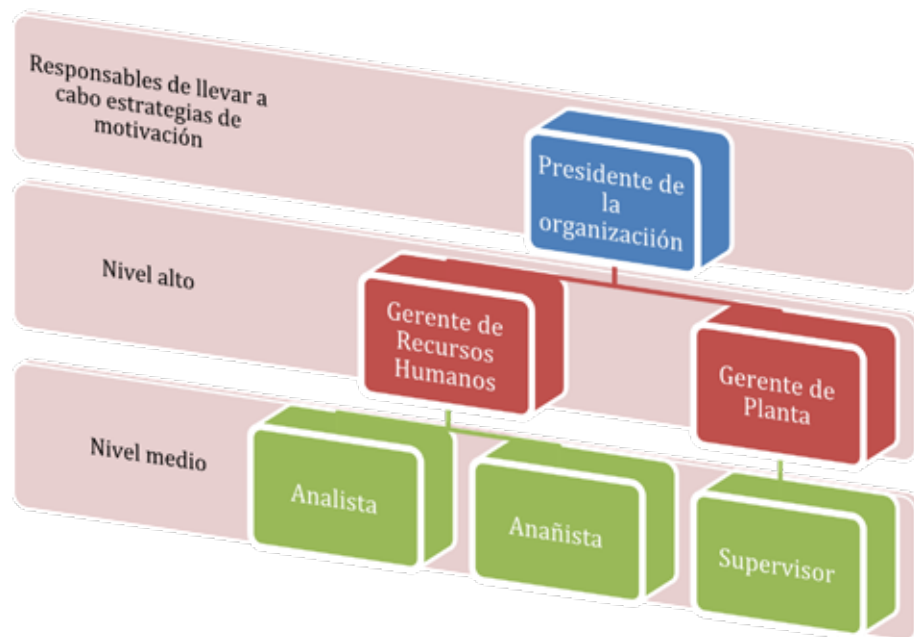 Responsables de llevar a
cabo estrategias de
motivación
Presidente de
la
organizaciión
Nivel alto
Gerente de
Recursos
Humanos
Gerente de
Planta
Nivel medio
Analista
Anañista
Supervisor